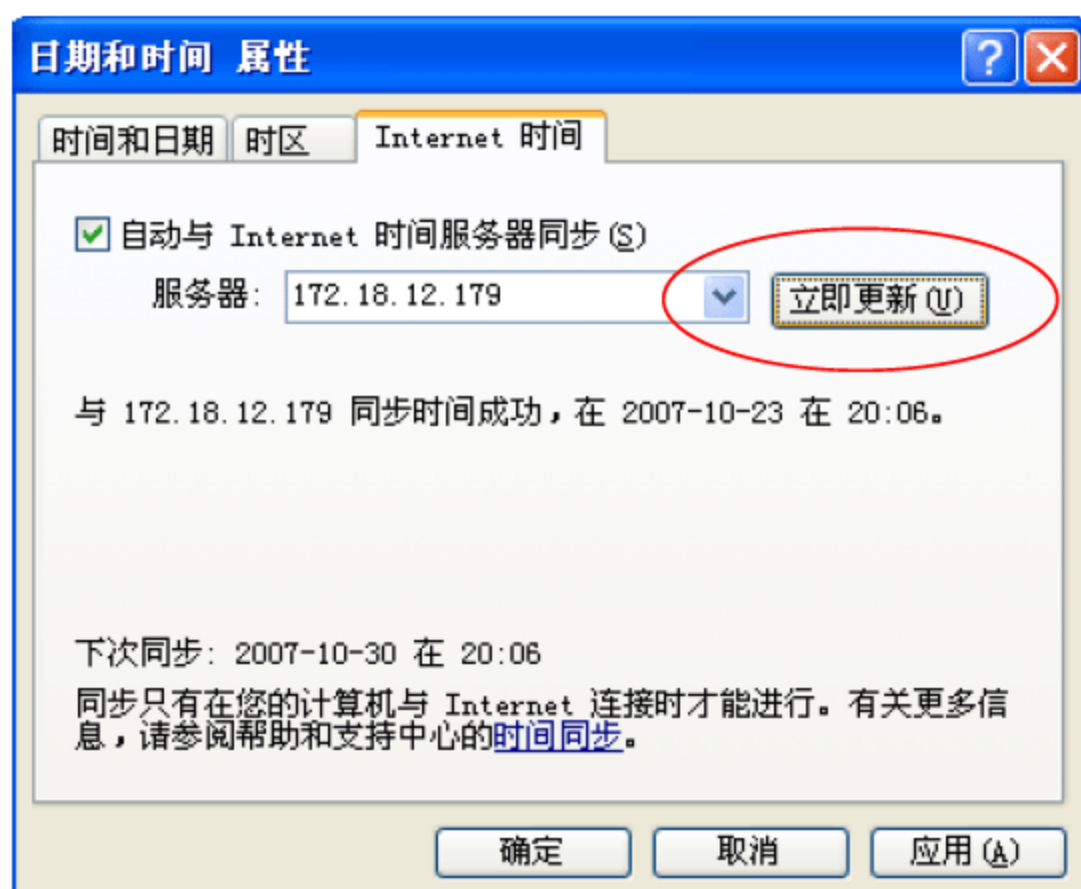 日期和时间 属性
时间和日期 时区 Internet 时间
自动与 Internet 时间服务器同步(S)
服务器: 172.18.12.179 立即更新(U)
与 172.18.12.179 同步时间成功，在 2007-10-23 在 20:06。
下次同步: 2007-10-30 在 20:06
同步只有在您的计算机与 Internet 连接时才能进行。有关更多信
息，请参阅帮助和支持中心的时间同步。
确定 取消 应用(A)